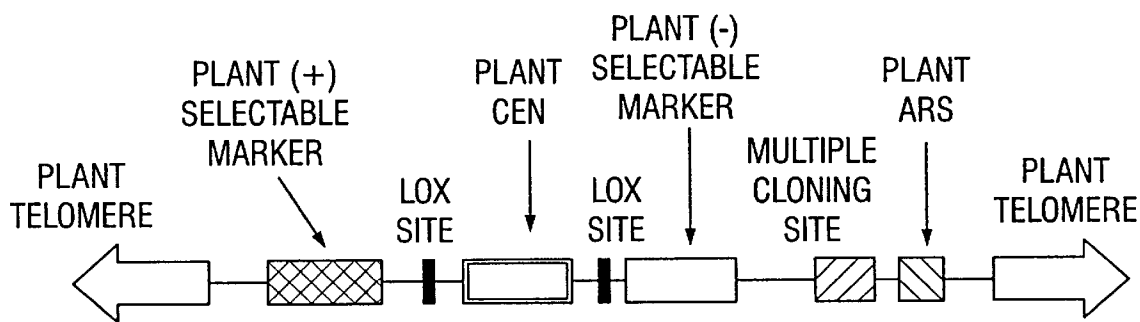 PLANT
TELOMERE
PLANT (+)
SELECTABLE
MARKER
LOX
SITE
PLANT
CEN
LOX
SITE
PLANT (-)
SELECTABLE
MARKER
MULTIPLE
CLONING
SITE
PLANT
ARS
PLANT
TELOMERE